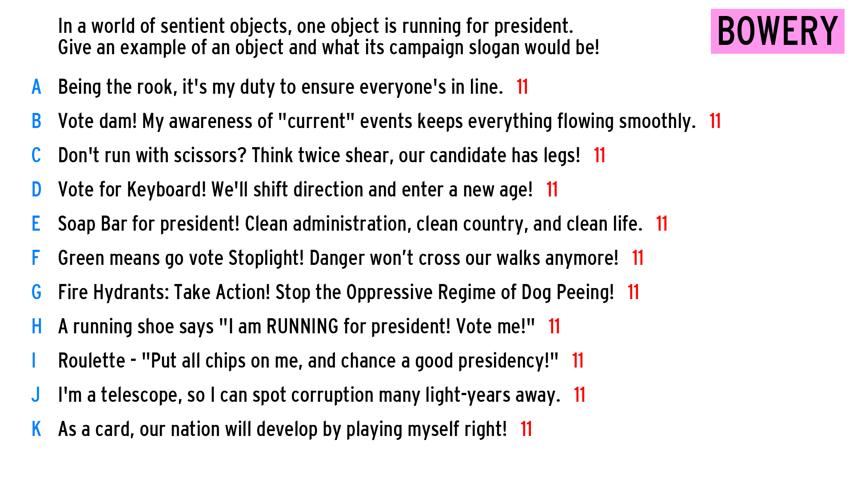 In a world of sentient objects, one object is running for president.
Give an example of an object and what its campaign slogan would be!
BOWERY
A Being the rook, it's my duty to ensure everyone's in line. 11
B Vote dam! My awareness of "current" events keeps everything flowing smoothly. 11
C Don't run with scissors? Think twice shear, our candidate has legs! 11
D Vote for Keyboard! We'll shift direction and enter a new age! 11
E Soap Bar for president! Clean administration, clean country, and clean life. 11
F Green means go vote Stoplight! Danger won’t cross our walks anymore! 11
G Fire Hydrants: Take Action! Stop the Oppressive Regime of Dog Peeing! 11
H A running shoe says "I am RUNNING for president! Vote me!" 11
I Roulette - "Put all chips on me, and chance a good presidency!" 11
J I'm a telescope, so I can spot corruption many light-years away. 11
K As a card, our nation will develop by playing myself right! 11